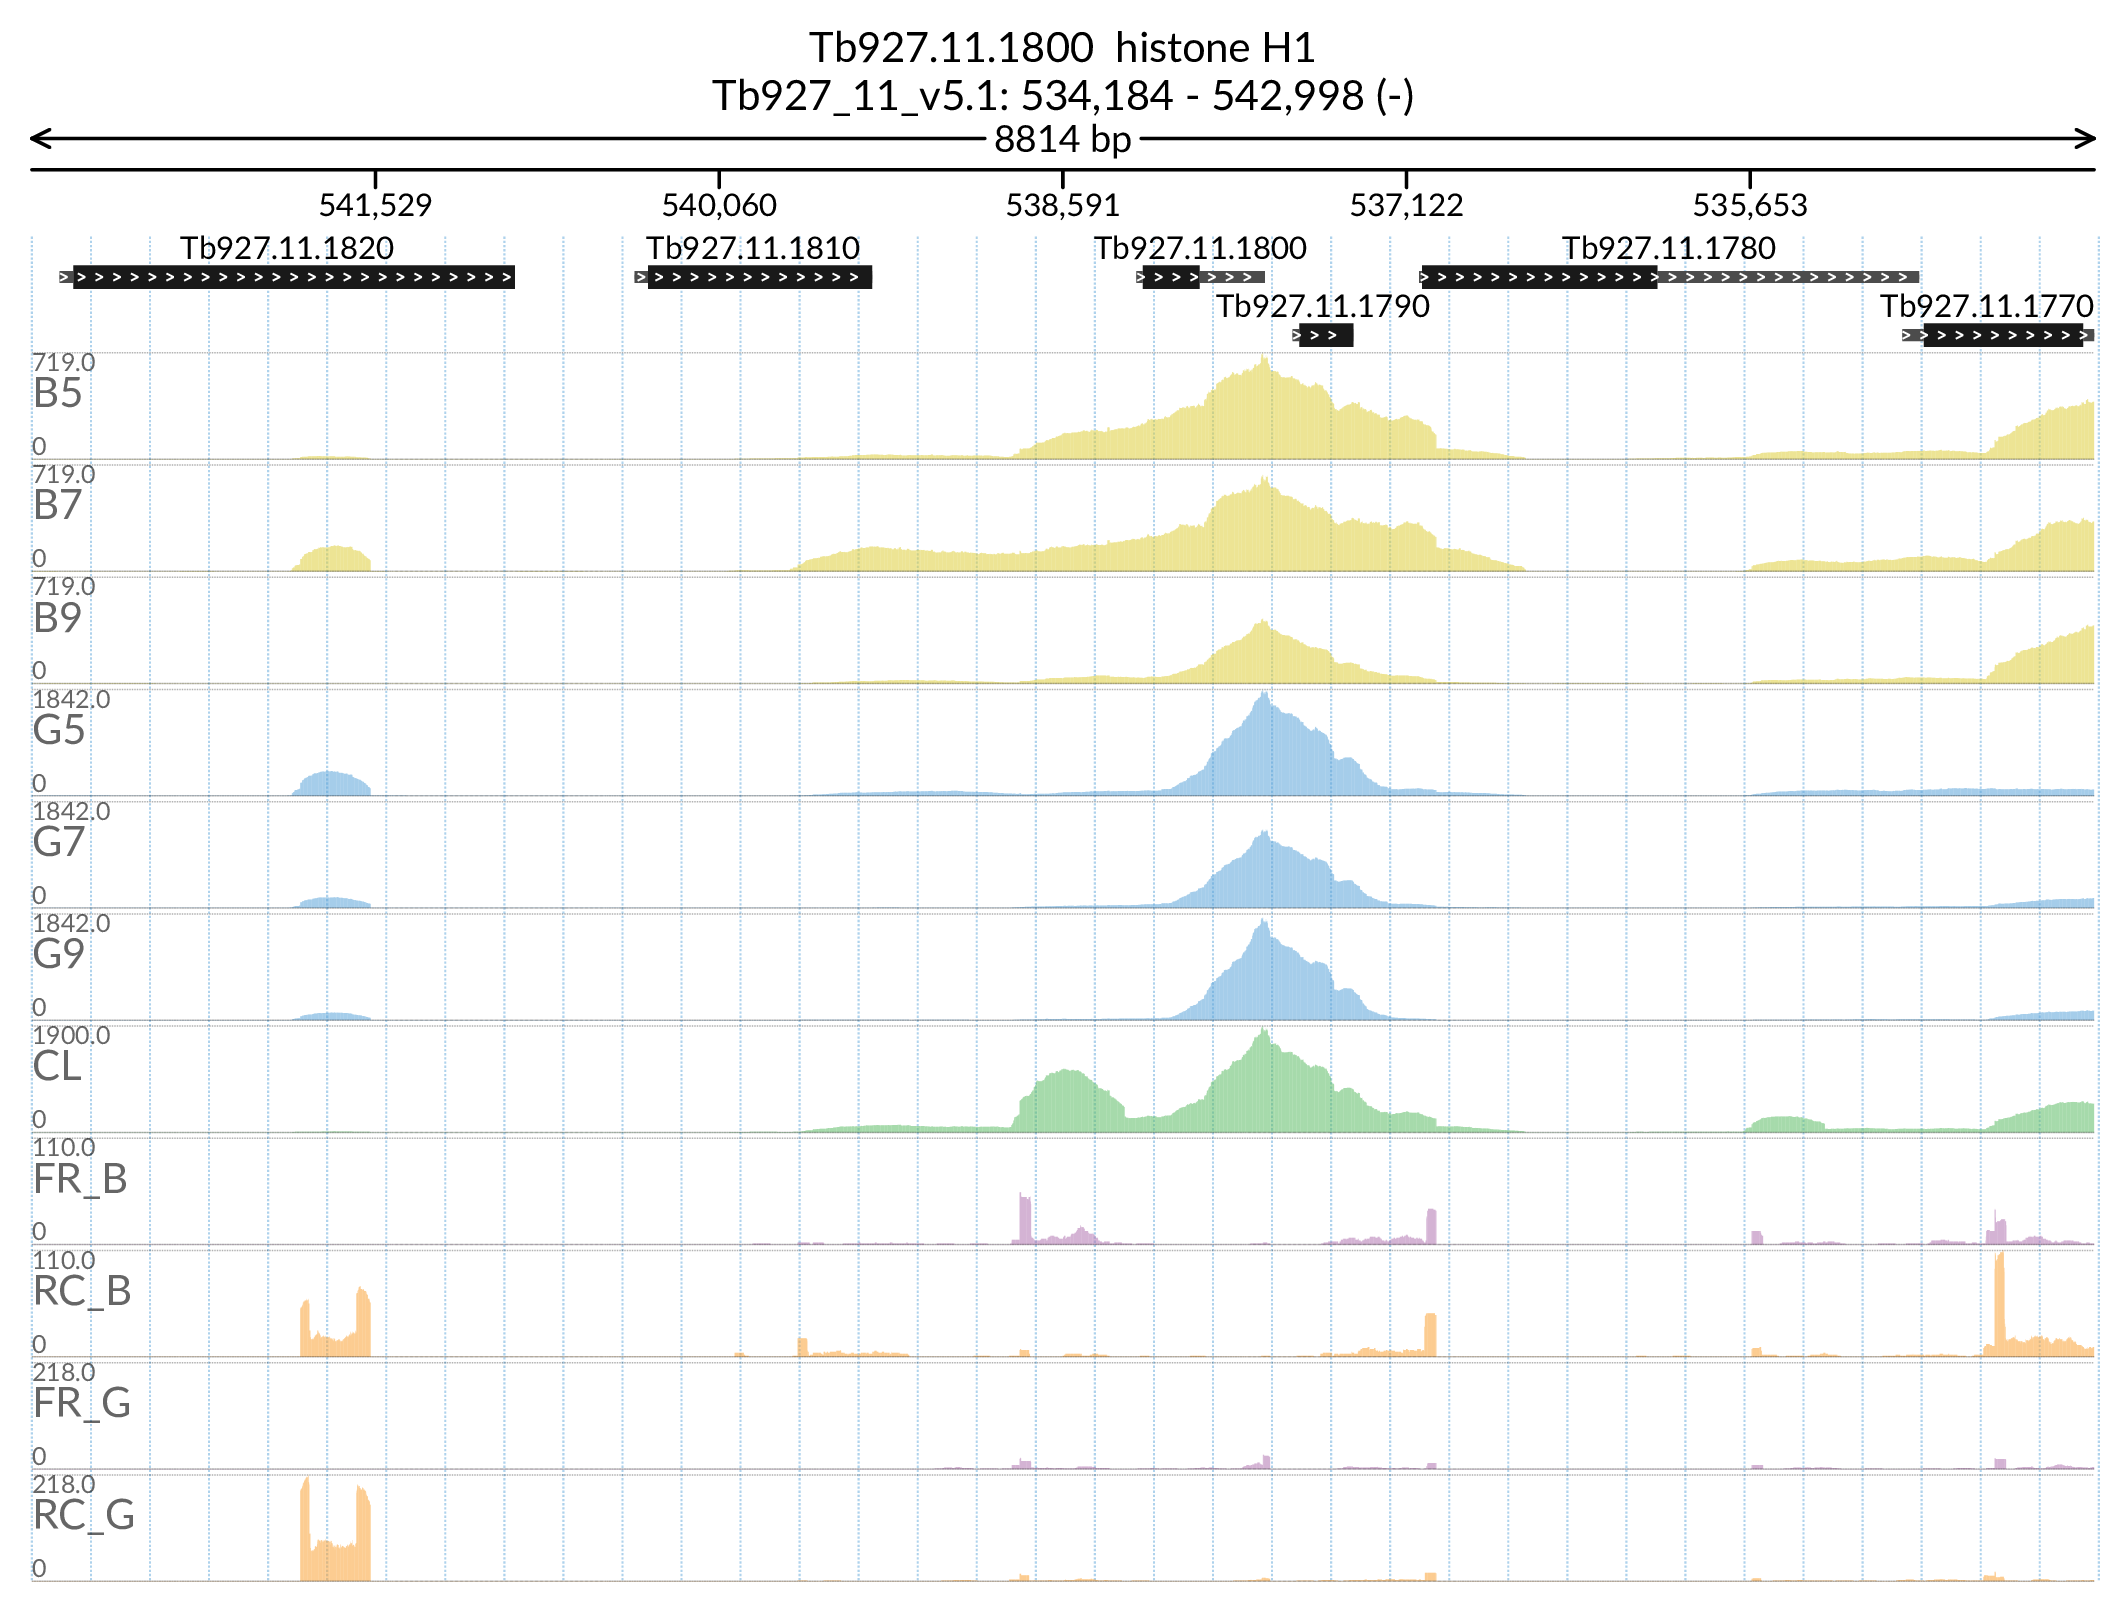 Tb927.11.1800 histone H1
Tb927_11_v5.1: 534,184 - 542,998 (-)
8814 bp
541,529 540,060 538,591 537,122 535,653
Tb927.11.1820 Tb927.11.1810 Tb927.11.1800 Tb927.11.1780
Tb927.11.1790 Tb927.11.1770
719.0
B5
0
719.0
B7
0
719.0
B9
0
1842.0
G5
0
1842.0
G7
0
1842.0
G9
0
1900.0
CL
0
110.0
FR_B
0
110.0
RC_B
0
218.0
FR_G
0
218.0
RC_G
0